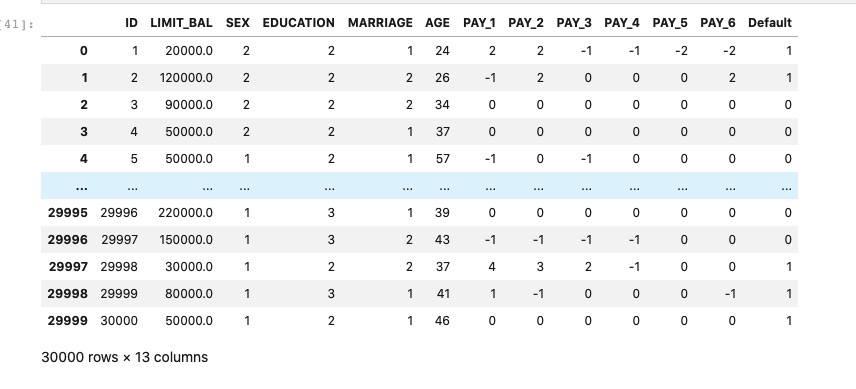 [41]:
ID LIMIT_BAL SEX EDUCATION MARRIAGE AGE PAY_1 PAY_2 PAY_3 PAY_4 PAY_5 PAY_6 Default
0 1 20000.0 2 2 1 24 2 2 -1 -1 -2 -2 1
1 2 120000.0 2 2 2 26 -1 2 0 0 0 2 1
2 3 90000.0 2 2 2 34 0 0 0 0 0 0 0
3 4 50000.0 2 2 1 37 0 0 0 0 0 0 0
4 5 50000.0 1 2 1 57 -1 0 -1 0 0 0 0
... ... ... ... ... ... ... ... ... ... ... ... ... ...
29995 29996 220000.0 1 3 1 39 0 0 0 0 0 0 0
29996 29997 150000.0 1 3 2 43 -1 -1 -1 -1 0 0 0
29997 29998 30000.0 1 2 2 37 4 3 2 -1 0 0 1
29998 29999 80000.0 1 3 1 41 1 -1 0 0 0 -1 1
29999 30000 50000.0 1 2 1 46 0 0 0 0 0 0 1
30000 rows × 13 columns